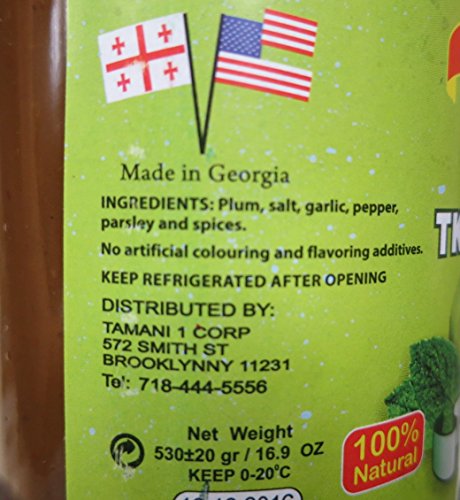 Made in Georgia
INGREDIENTS: Plum, salt, garlic, pepper,
parsley and spices.
No artificial colouring and flavoring additives.
KEEP REFRIGERATED AFTER OPENING
DISTRIBUTED BY:
TAMANI 1 CORP
572 SMITH ST
BROOKLYNNY 11231
Tel: 718-444-5556
Net Weight
530±20 gr / 16.9 OZ
KEEP 0-20°C
TK
100%
Natural